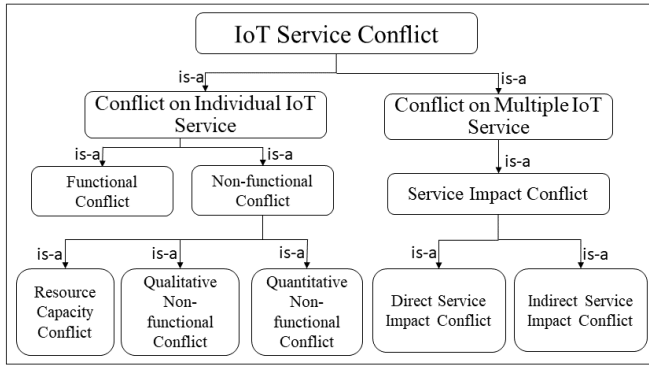 IoT Service Conflict
is-a
is-a
Conflict on Individual IoT
Service
Conflict on Multiple IoT
Service
is-a
is-a
is-a
Functional
Conflict
Non-functional
Conflict
Service Impact Conflict
is-a
is-a
is-a
is-a
is-a
Resource
Capacity
Conflict
Qualitative
Non-
functional
Conflict
Quantitative
Non-
functional
Conflict
Direct Service
Impact Conflict
Indirect Service
Impact Conflict